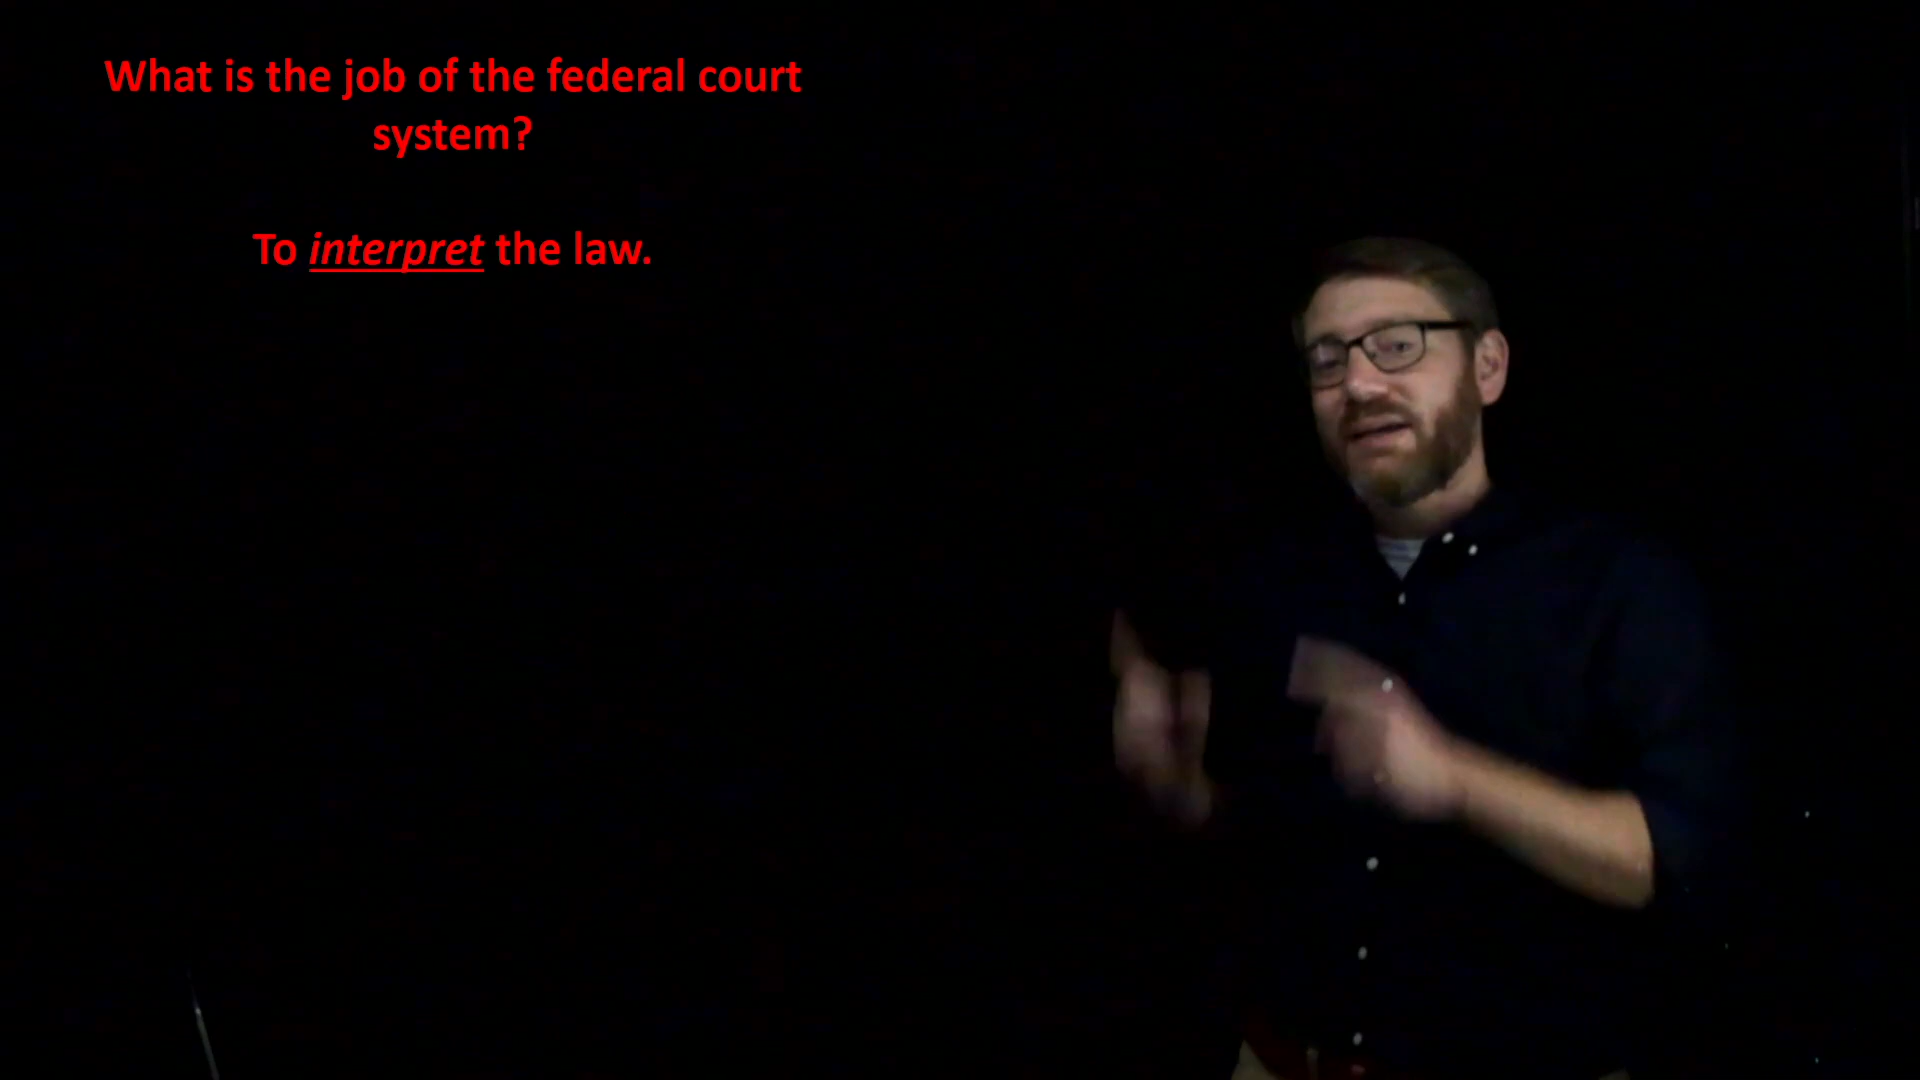 What is the job of the federal court
system?
To interpret the law.